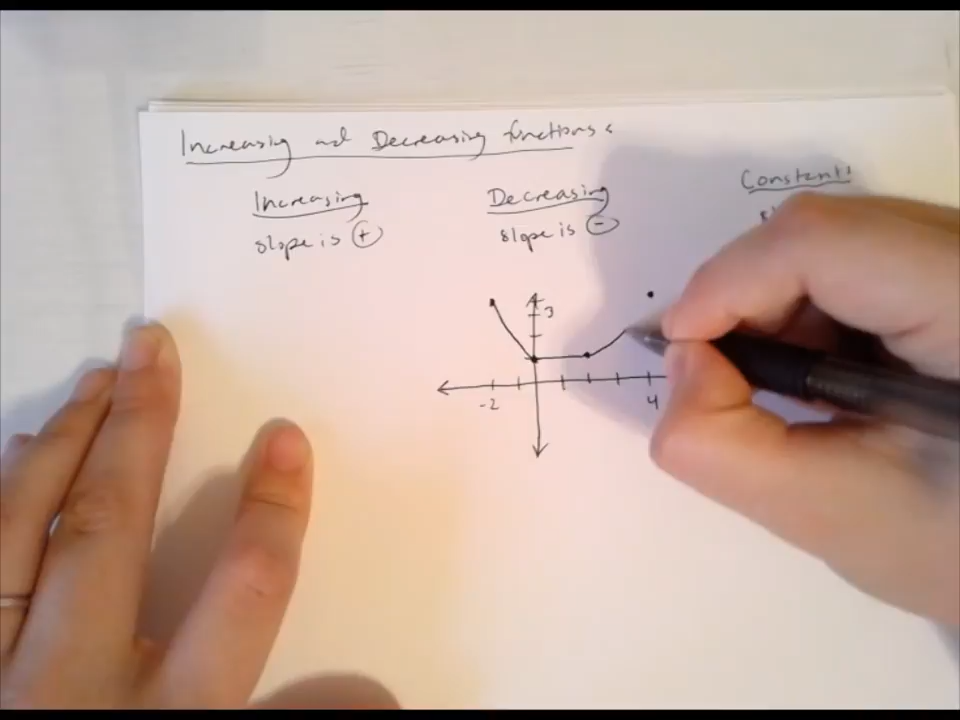 Increasing and Decreasing functions
Increasing
Decreasing
Constant:
slope is +
slope is -
3
-2
4